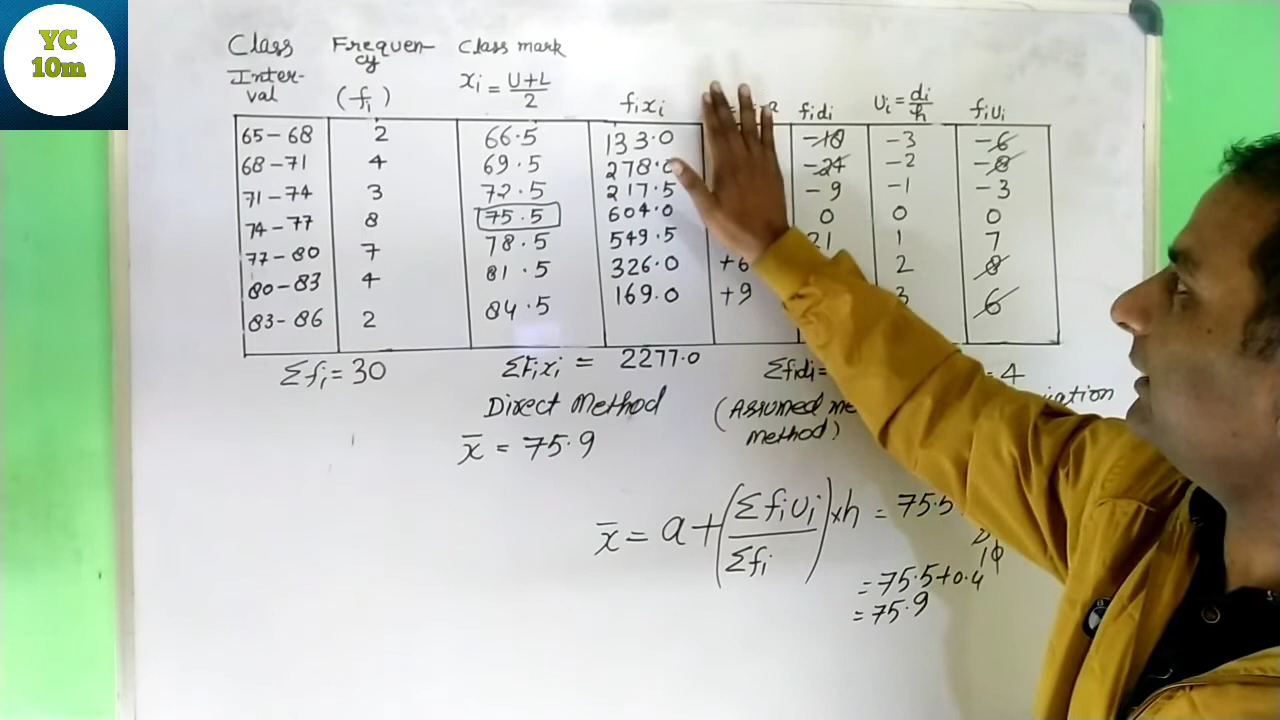 YC
10m
Class Inter-val
Frequen-cy (fi)
Class mark xi = U+L/2
fixi
fidi
Ui = di/h
fiui
65-68 2 66.5 133.0 -18 -3 -6
68-71 4 69.5 278.0 -24 -2 -8
71-74 3 72.5 217.5 -9 -1 -3
74-77 8 75.5 604.0 0 0 0
77-80 7 78.5 549.5 21 1 7
80-83 4 81.5 326.0 +6 2 8
83-86 2 84.5 169.0 +9 3 6
Σfi = 30 Σfixi = 2277.0 Σfidi= = 4
Direct Method (Assumed method)
x̄ = 75.9
x̄ = a + (Σfiui/Σfi) × h = 75.5
= 75.5+0.4
= 75.9